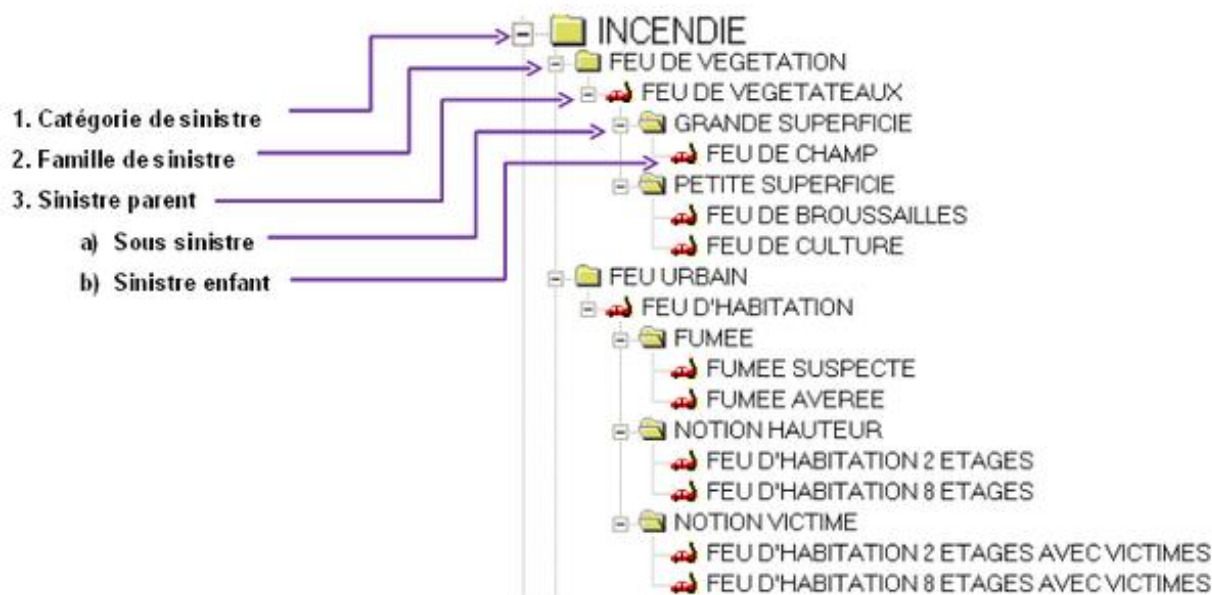 INCENDIE
FEU DE VEGETATION
FEU DE VEGETATEAUX
1. Catégorie de sinistre
GRANDE SUPERFICIE
2. Famille de sinistre
FEU DE CHAMP
PETITE SUPERFICIE
3. Sinistre parent
FEU DE BROUSSAILLES
a) Sous sinistre
FEU DE CULTURE
b) Sinistre enfant
FEU URBAIN
FEU D'HABITATION
FUMEE
FUMEE SUSPECTE
FUMEE AVEREE
NOTION HAUTEUR
FEU D'HABITATION 2 ETAGES
FEU D'HABITATION 8 ETAGES
NOTION VICTIME
FEU D'HABITATION 2 ETAGES AVEC VICTIMES
FEU D'HABITATION 8 ETAGES AVEC VICTIMES